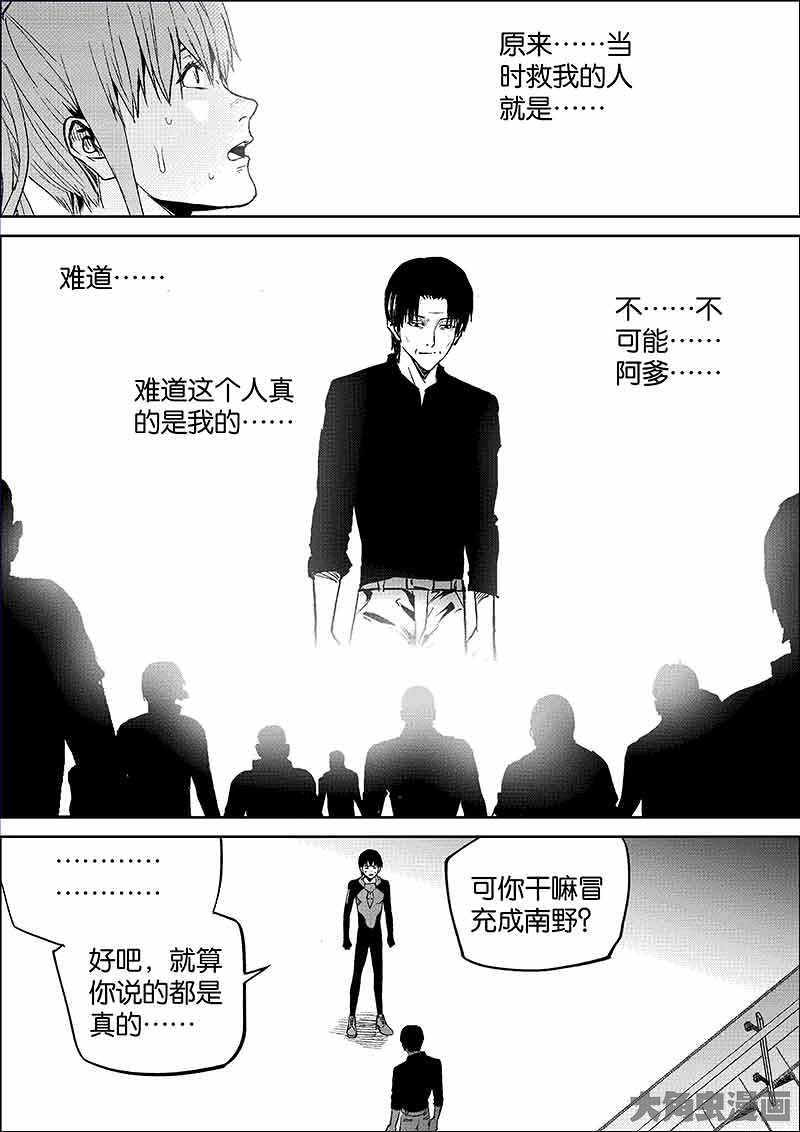 原来……当
时救我的人
就是……
难道……
难道这个人真
的是我的……
不……不
可能……
阿爹……
…………
…………
好吧，就算
你说的都是
真的……
可你干嘛冒
充成南野？
大角虫漫画